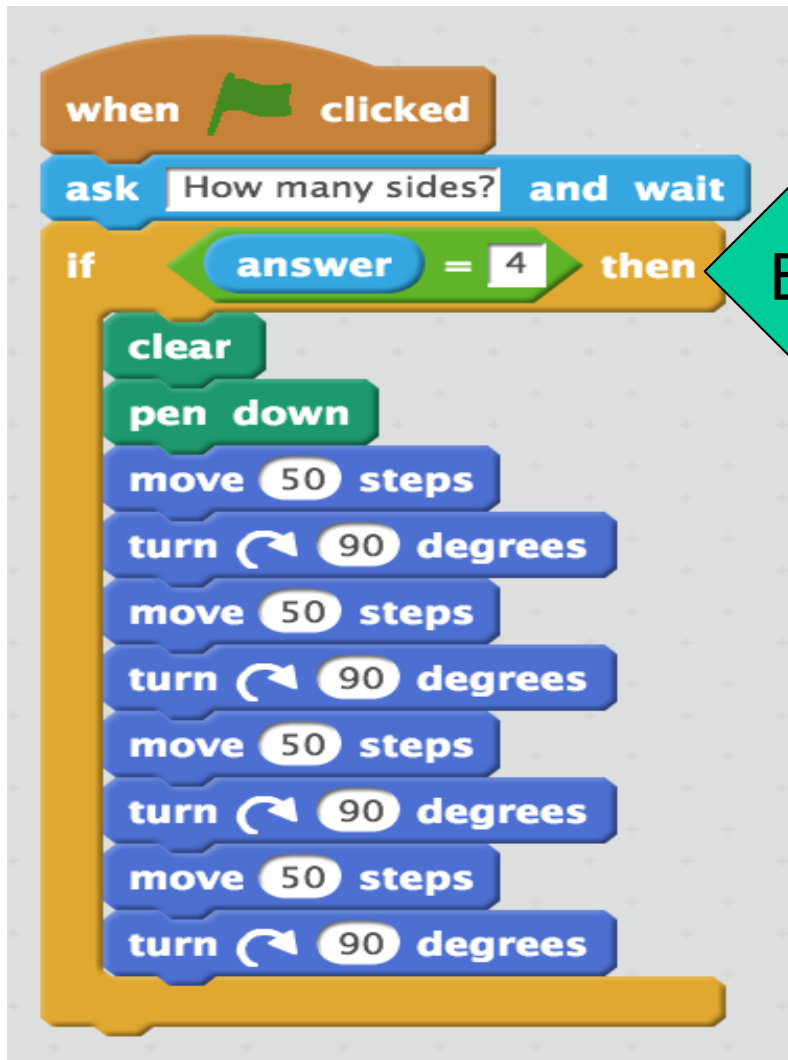 when clicked
ask How many sides? and wait
if answer = 4 then
clear
pen down
move 50 steps
turn 90 degrees
move 50 steps
turn 90 degrees
move 50 steps
turn 90 degrees
move 50 steps
turn 90 degrees